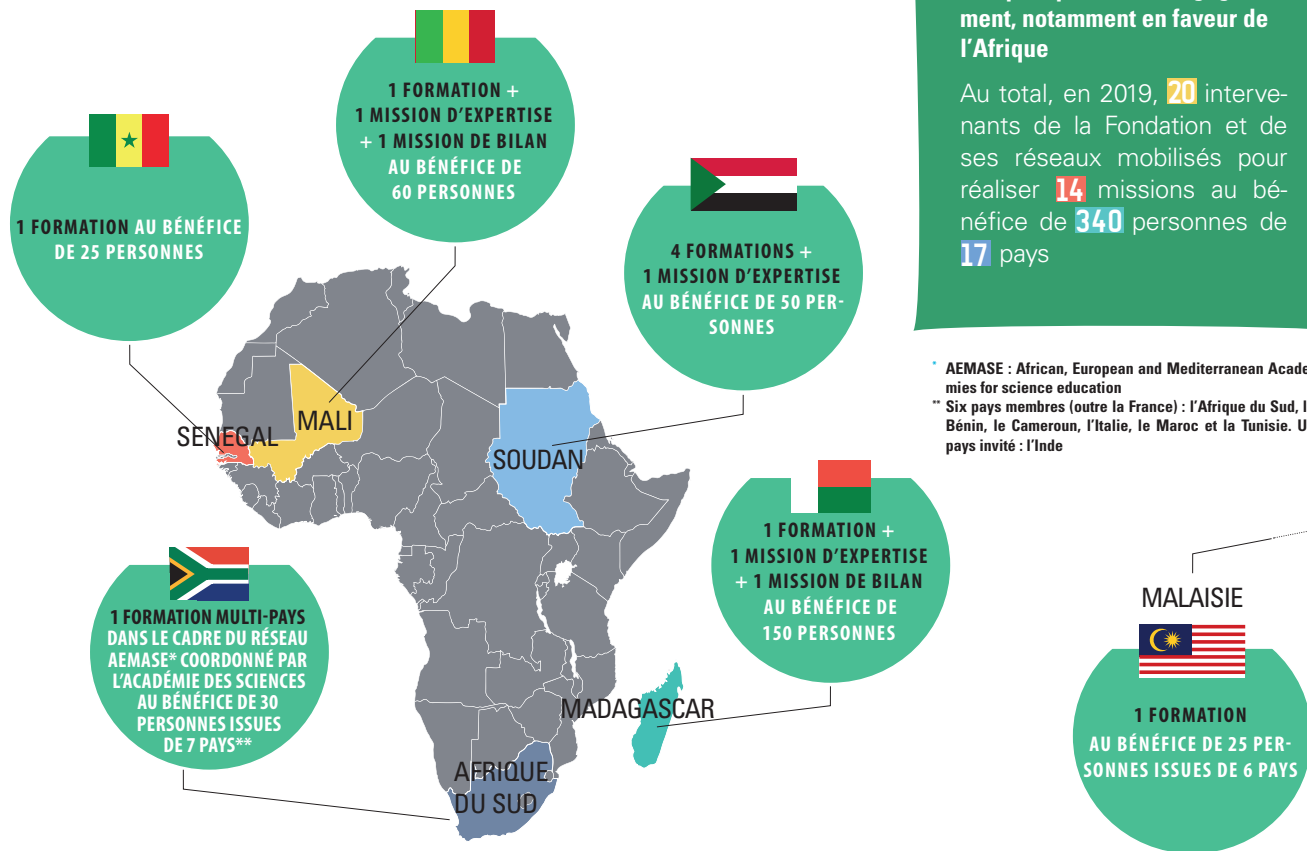 1 FORMATION +
1 MISSION D'EXPERTISE
+ 1 MISSION DE BILAN
AU BÉNÉFICE DE
60 PERSONNES
1 FORMATION AU BÉNÉFICE
DE 25 PERSONNES
4 FORMATIONS +
1 MISSION D'EXPERTISE
AU BÉNÉFICE DE 50 PER-
SONNES
ment, notamment en faveur de
l'Afrique
Au total, en 2019, 20 interve-
nants de la Fondation et de
ses réseaux mobilisés pour
réaliser 14 missions au bé-
néfice de 340 personnes de
17 pays
* AEMASE : African, European and Mediterranean Acade
mies for science education
** Six pays membres (outre la France) : l'Afrique du Sud, l
Bénin, le Cameroun, l'Italie, le Maroc et la Tunisie. U
pays invité : l'Inde
SENEGAL
MALI
SOUDAN
1 FORMATION +
1 MISSION D'EXPERTISE
+ 1 MISSION DE BILAN
AU BÉNÉFICE DE
150 PERSONNES
1 FORMATION MULTI-PAYS
DANS LE CADRE DU RÉSEAU
AEMASE* COORDONNÉ PAR
L'ACADÉMIE DES SCIENCES
AU BÉNÉFICE DE 30
PERSONNES ISSUES
DE 7 PAYS**
MADAGASCAR
AFRIQUE
DU SUD
MALAISIE
1 FORMATION
AU BÉNÉFICE DE 25 PER-
SONNES ISSUES DE 6 PAYS